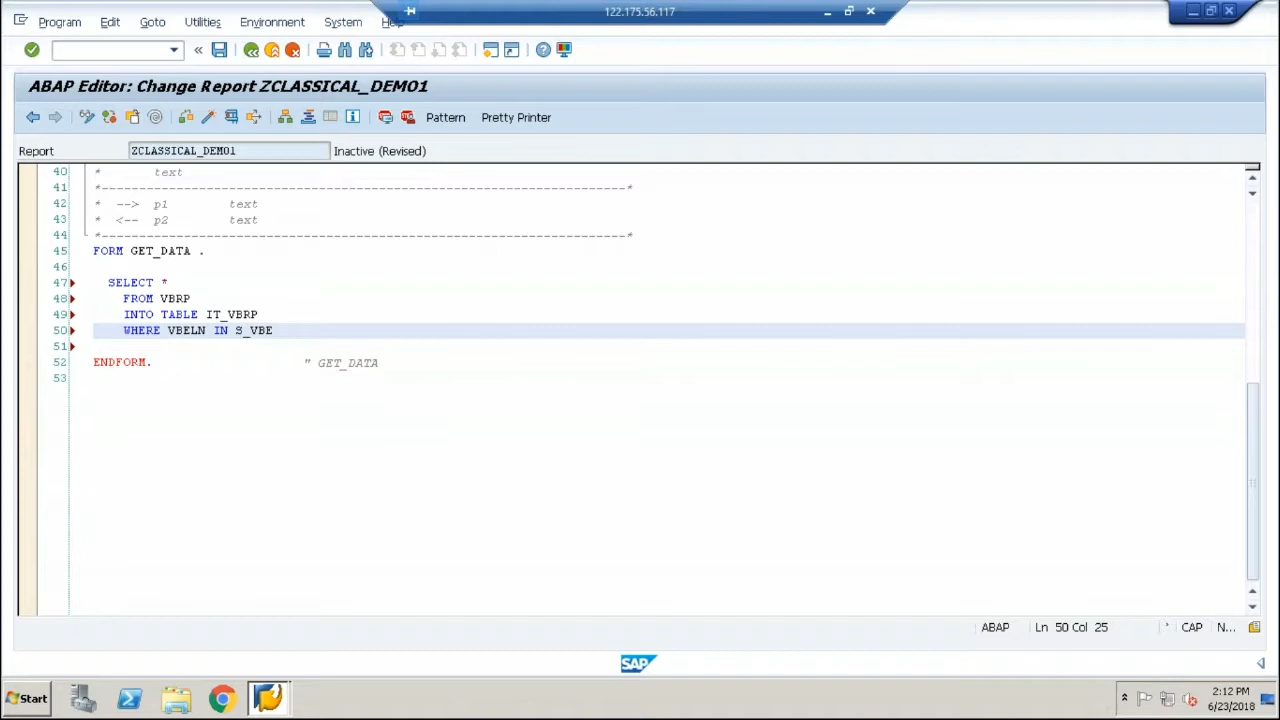 122.175.56.117
Program Edit Goto Utilities Environment System Help
ABAP Editor: Change Report ZCLASSICAL_DEMO1
Pattern Pretty Printer
Report ZCLASSICAL_DEMO1 Inactive (Revised)
40 * text
41 *----------------------------------------------------------------------*
42 * --> p1 text
43 * <-- p2 text
44 *----------------------------------------------------------------------*
45 FORM GET_DATA .
46
47 SELECT *
48 FROM VBRP
49 INTO TABLE IT_VBRP
50 WHERE VBELN IN S_VBE
51
52 ENDFORM. " GET_DATA
53
ABAP Ln 50 Col 25 CAP N...
SAP
Start 2:12 PM
6/23/2018